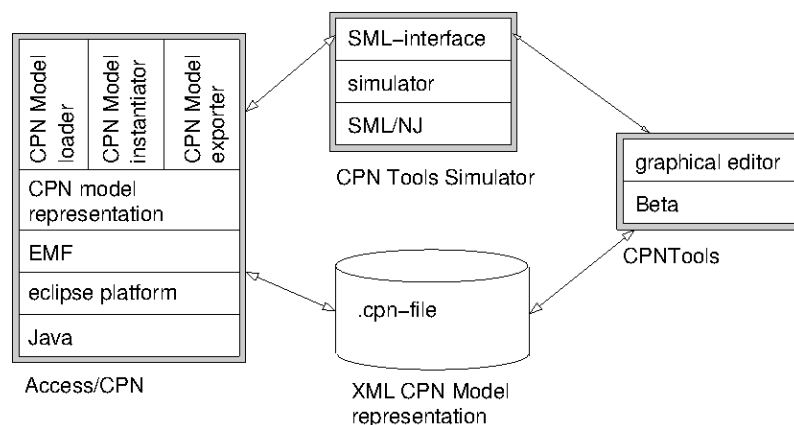 CPN Model
loader
CPN Model
instantiator
CPN Model
exporter
CPN model
representation
EMF
eclipse platform
Java
Access/CPN
SML-interface
simulator
SML/NJ
CPN Tools Simulator
.cpn-file
XML CPN Model
representation
graphical editor
Beta
CPNTools